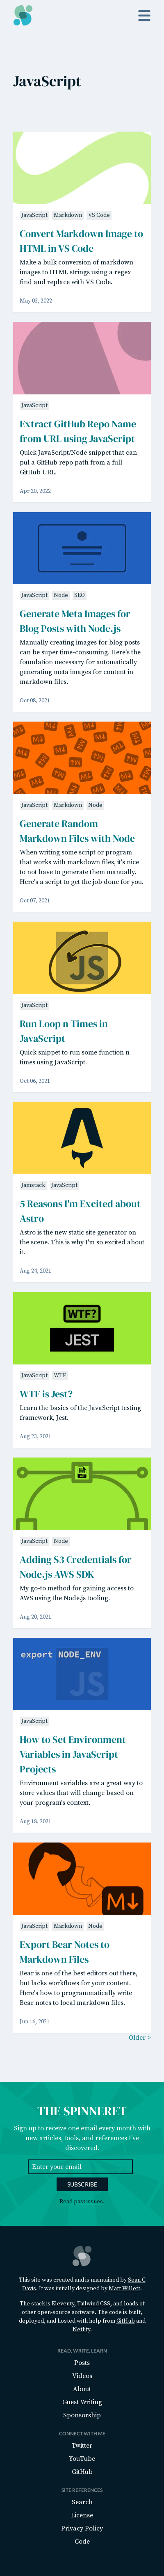 JavaScript
JavaScript Markdown VS Code
Convert Markdown Image to
HTML in VS Code
Make a bulk conversion of markdown
images to HTML strings using a regex
find and replace with VS Code.
May 03, 2022
JavaScript
Extract GitHub Repo Name
from URL using JavaScript
JavaScript/Node snippet that can
pul a GitHub repo path from a full
GitHub URL.
Apr 20, 2022
JavaScript Node SEO
Generate Meta Images for
Blog Posts with Node.js
Manually creating images for blog posts
can be super time-consuming. Here's the
foundation necessary for automatically
generating meta images for content in
markdown files.
Oct 08, 2021
JavaScript Markdown Node
Generate Random
Markdown Files with Node
When writing some script or program
that works with markdown files, it's nice
to not have to generate them manually.
Here's a script to get the job done for you.
Oct 07, 2021
JS
JavaScript
Run Loop n Times in
JavaScript
Quick snippet to run some function n
times using JavaScript.
Oct 06, 2021
Jamstack JavaScript
5 Reasons I'm Excited about
Astro
Astro is the new static site generator on
the scene. This is why I'm so excited about
it.
Aug 24, 2021
WTF?
JEST
JavaScript WTF
WTF is Jest?
Learn the basics of the JavaScript testing
framework, Jest.
Aug 23, 2021
JavaScript Node
Adding S3 Credentials for
Node.js AWS SDK
My go-to method for gaining access to
AWS using the Node.js tooling.
Aug 20, 2021
export NODE_ENV
JS
JavaScript
How to Set Environment
Variables in JavaScript
Projects
Environment variables are a great way to
store values that will change based on
your program's context.
Aug 18, 2021
M
JavaScript Markdown Node
Export Bear Notes to
Markdown Files
Bear is one of the best editors out there,
but lacks workflows for your content.
Here's how to programmatically write
Bear notes to local markdown files.
Jun 16, 2021
Older >
THE SPINNERET
Sign up to receive one email every month with
new articles, tools, and references I've
discovered.
Enter your email
SUBSCRIBE
Read past issues.
This site was created and is maintained by Sean C
Davis. It was initially designed by Matt Willett.
The stack is Eleventy, Tailwind CSS, and loads of
other open-source software. The code is built,
deployed, and hosted with help from GitHub and
Netlify.
READ, WRITE, LEARN
Posts
Videos
About
Guest Writing
Sponsorship
CONNECT WITH ME
Twitter
YouTube
GitHub
SITE REFERENCES
Search
License
Privacy Policy
Code